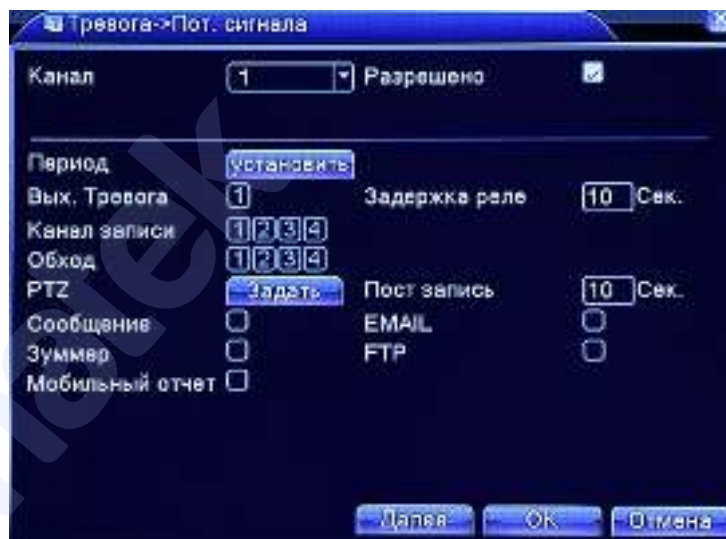 Тревога->Пот. сигнала
Канал 1 Разрешено
Период установить
Вых. Тревога 1 Задержка реле 10 Сек.
Канал записи 1 2 3 4
Обход 1 2 3 4
PTZ Задать Пост запись 10 Сек.
Сообщение EMAIL
Зуммер FTP
Мобильный отчет
Далее OK Отмена